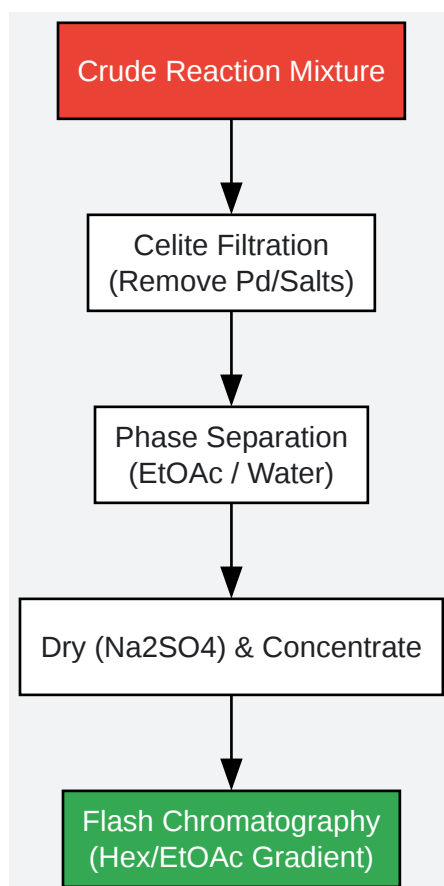 Crude Reaction Mixture
Celite Filtration
(Remove Pd/Salts)
Phase Separation
(EtOAc / Water)
Dry (Na2SO4) & Concentrate
Flash Chromatography
(Hex/EtOAc Gradient)